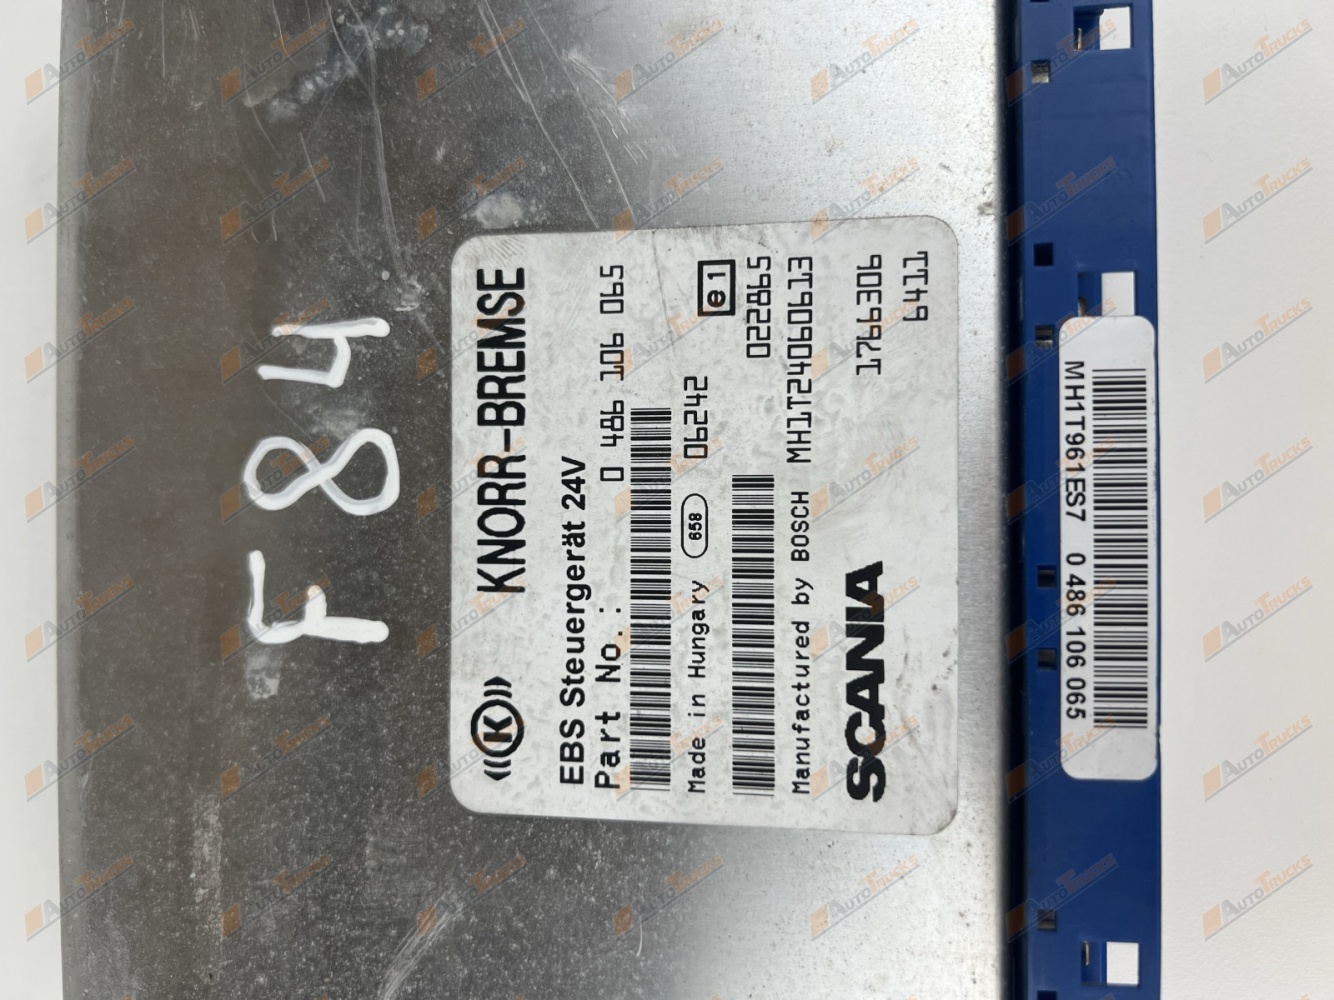 F84
KNORR-BREMSE
EBS Steuergerät 24V
Part No.: 0 486 106 065
Made in Hungary 658 06242 e1
022865
Manufactured by BOSCH MH1T24060613
SCANIA 1766306
6411
MH1T961ES7 0 486 106 065
AUTOTRUCKS